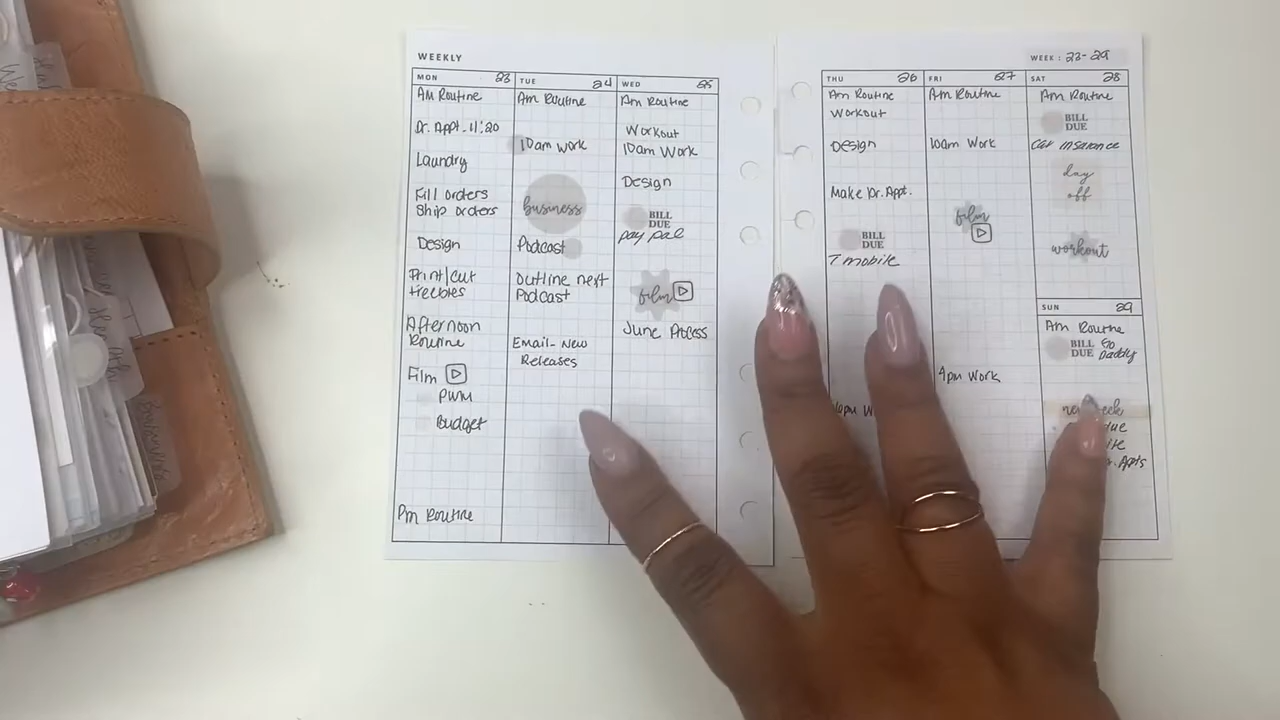 WEEKLY
MON 23
AM Routine
Dr. Appt. 11:20
Laundry
Fill orders
Ship orders
Design
Print/cut
freebies
Afternoon
Routine
Film
PWM
Budget
Pm Routine
TUE 24
Am Routine
10am Work
business
Podcast
Outline next
Podcast
Email- New
Releases
WED 25
Am Routine
Workout
10am Work
Design
BILL
DUE
pay pal
film
June Process
WEEK: 23-29
THU 26
Am Routine
Workout
Design
Make Dr. Appt.
BILL
DUE
T mobile
FRI 27
Am Routine
10am Work
film
4pm Work
SAT 28
Am Routine
BILL
DUE
Car insurance
day
off
workout
SUN 29
Am Routine
BILL
DUE
Go
Daddy